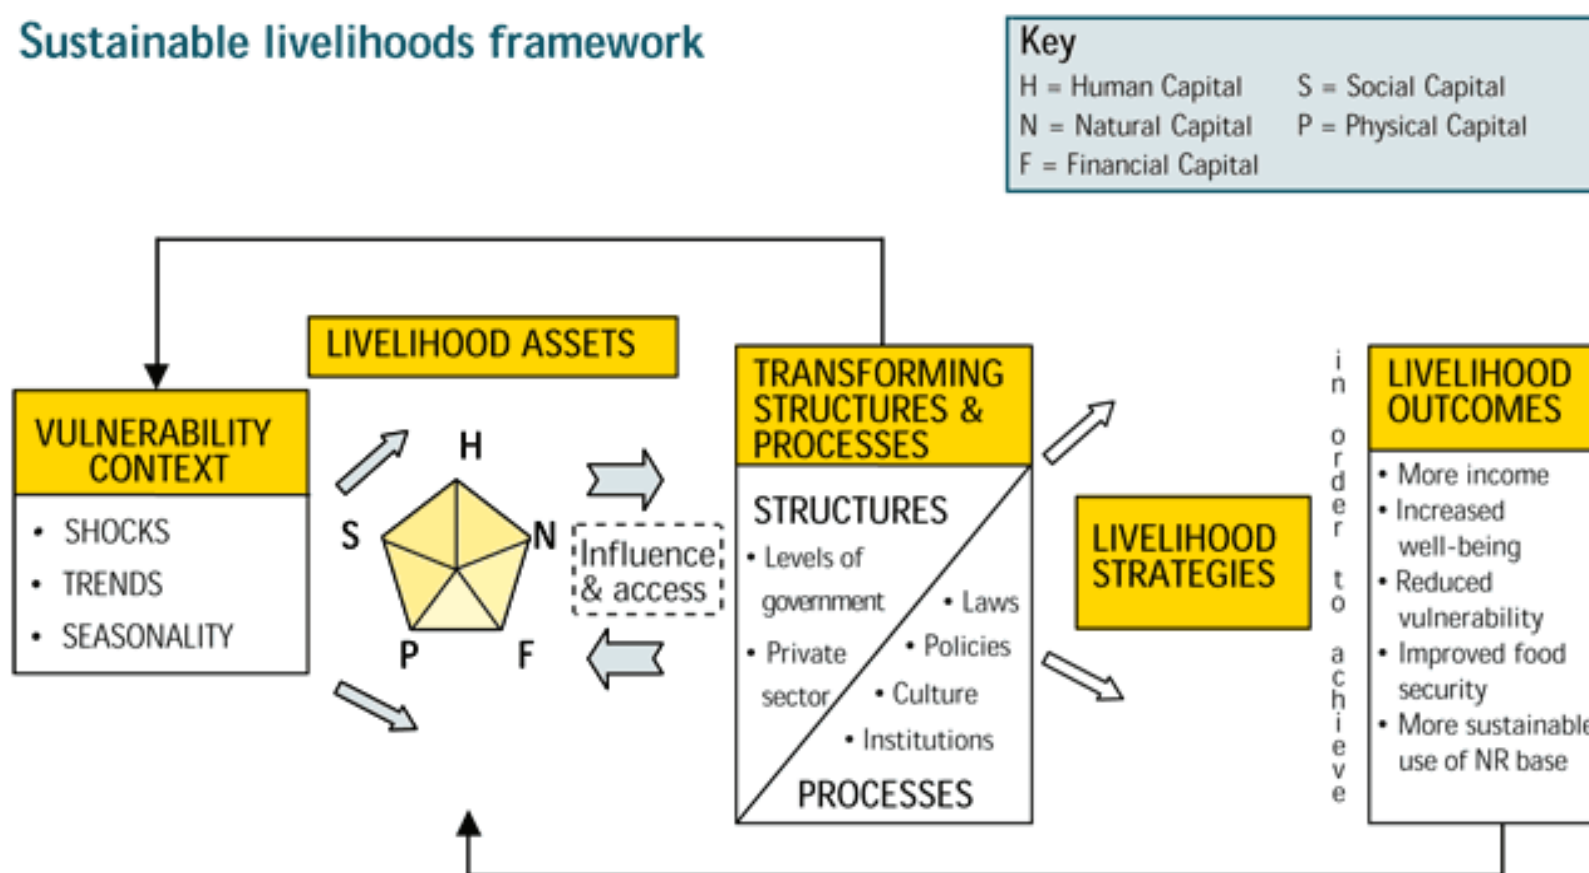 Sustainable livelihoods framework
Key
H = Human Capital
S = Social Capital
N = Natural Capital
P = Physical Capital
F = Financial Capital
LIVELIHOOD ASSETS
VULNERABILITY
CONTEXT
• SHOCKS
• TRENDS
• SEASONALITY
H
S
N
P
F
Influence
& access
TRANSFORMING
STRUCTURES &
PROCESSES
STRUCTURES
• Levels of
government
• Private
sector
• Laws
• Policies
• Culture
• Institutions
PROCESSES
LIVELIHOOD
STRATEGIES
in order to achieve
LIVELIHOOD
OUTCOMES
• More income
• Increased
well-being
• Reduced
vulnerability
• Improved food
security
• More sustainable
use of NR base